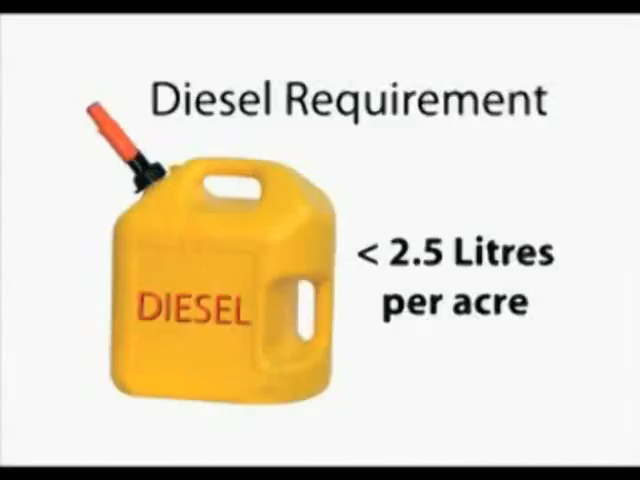 Diesel Requirement
< 2.5 Litres
per acre
DIESEL